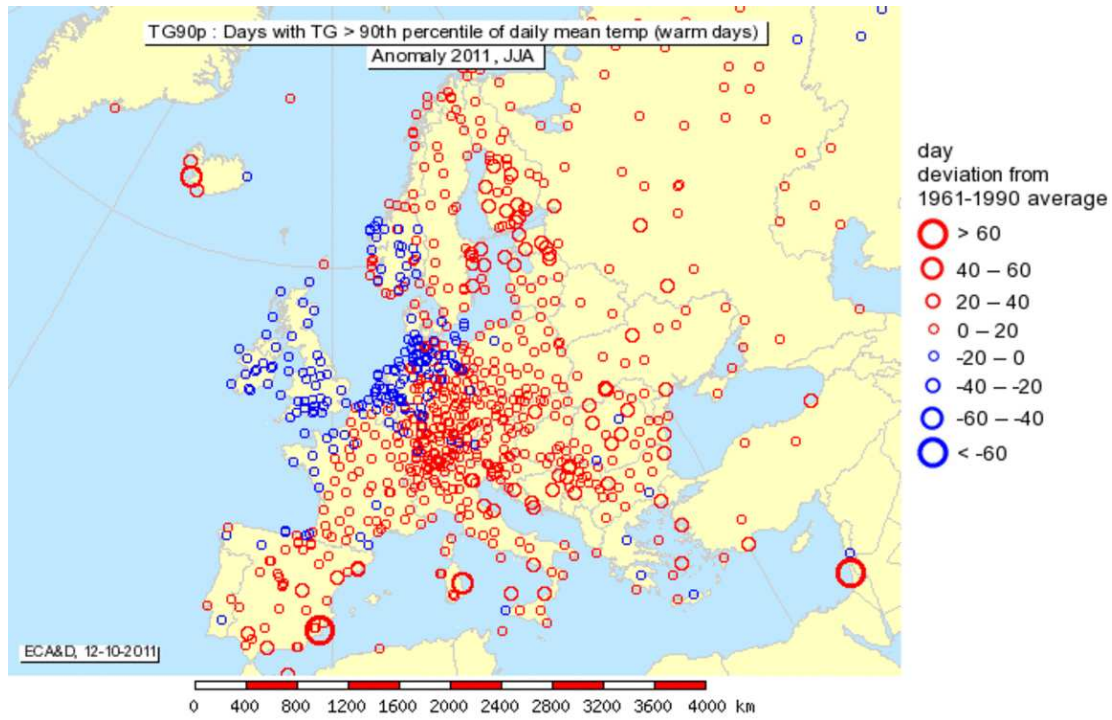 TG90p : Days with TG > 90th percentile of daily mean temp (warm days)
Anomaly 2011 , JJA
day
deviation from
1961-1990 average
> 60
40 – 60
20 – 40
0 – 20
-20 – 0
-40 – -20
-60 – -40
< -60
ECA&D, 12-10-2011
0 400 800 1200 1600 2000 2400 2800 3200 3600 4000 km